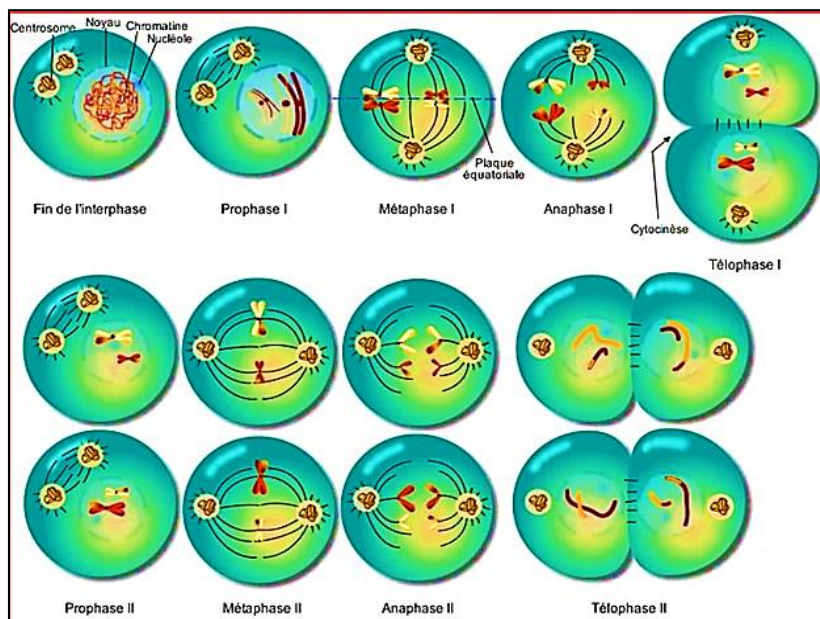 Centrosome
Noyau
Chromatine
Nucléole
Plaque
équatoriale
Cytocinèse
Fin de l'interphase
Prophase I
Métaphase I
Anaphase I
Télophase I
Prophase II
Métaphase II
Anaphase II
Télophase II